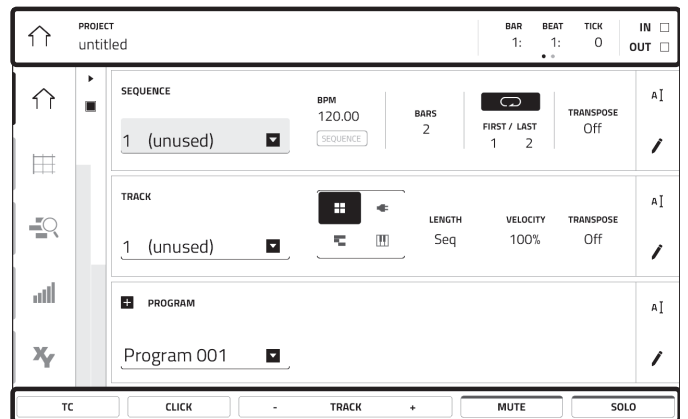 PROJECT
untitled
BAR BEAT TICK
1: 1: 0
IN
OUT
SEQUENCE
1 (unused)
BPM
120.00
SEQUENCE
BARS
2
FIRST / LAST
1 2
TRANSPOSE
Off
A
TRACK
1 (unused)
LENGTH
Seq
VELOCITY
100%
TRANSPOSE
Off
A
PROGRAM
Program 001
A
XY
TC CLICK - TRACK + MUTE SOLO